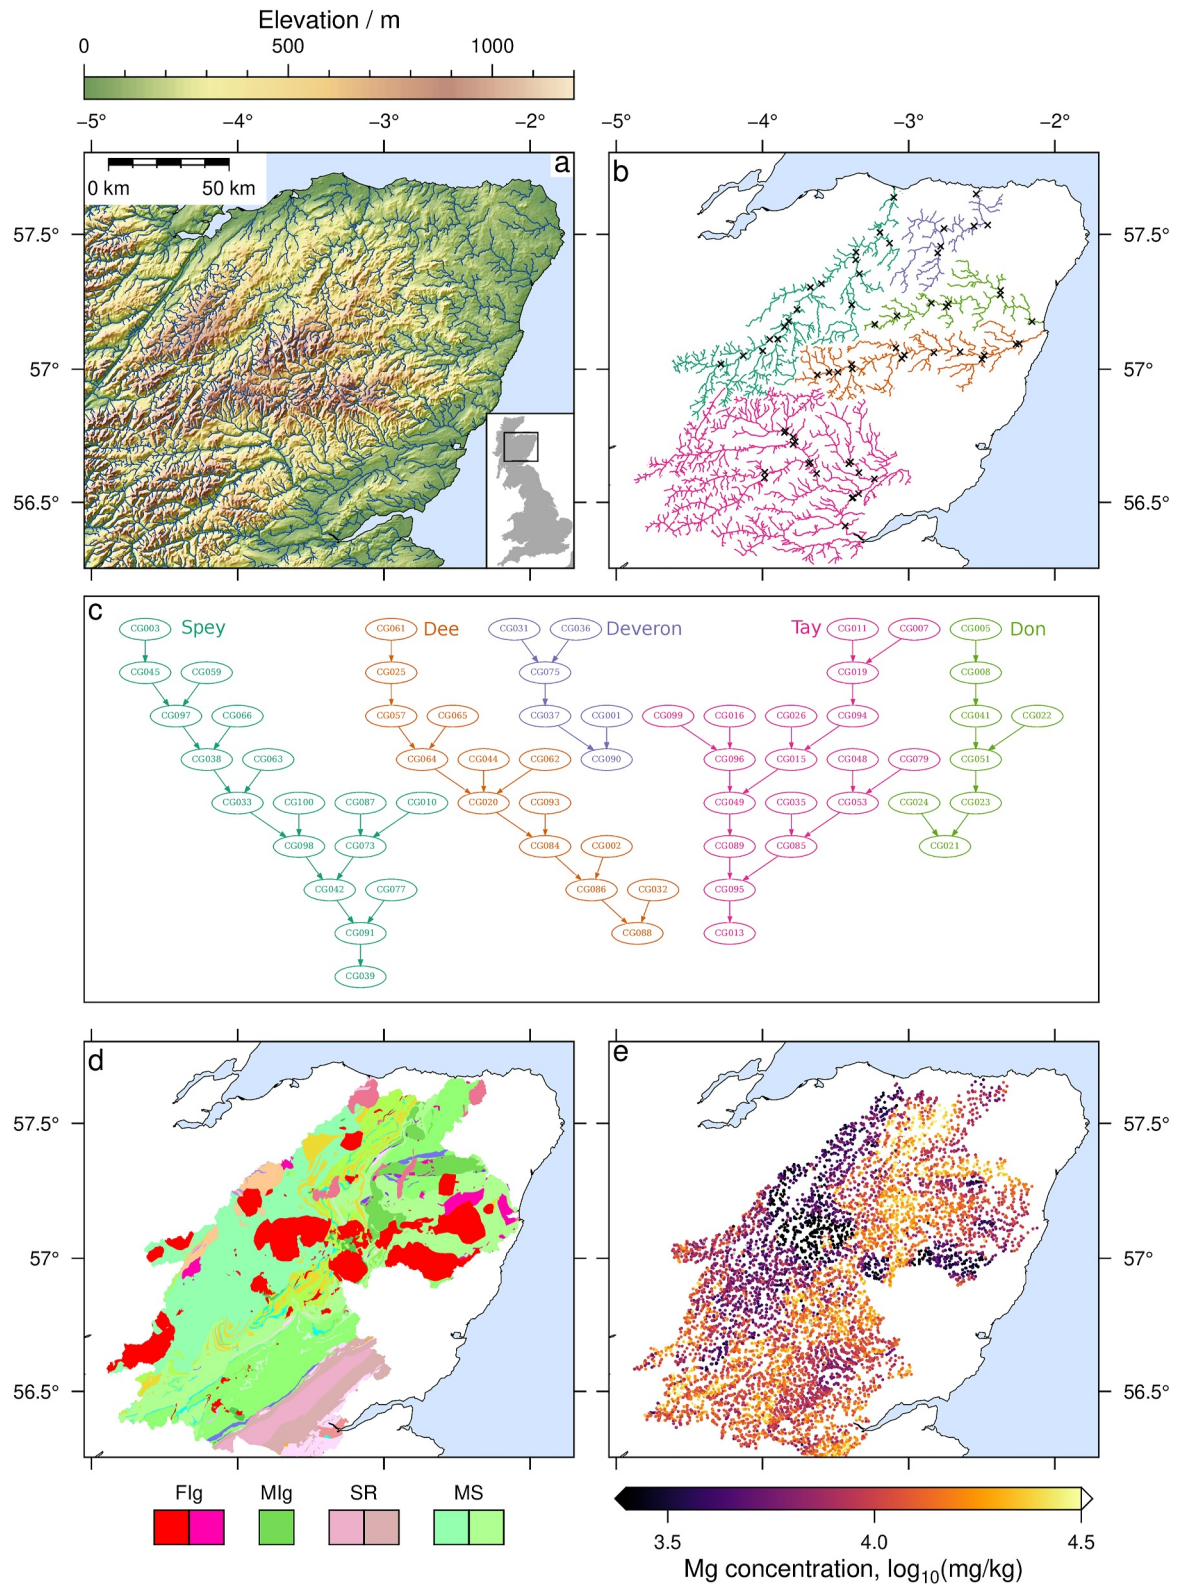 Elevation / m
0 500 1000
−5° −4° −3° −2° −5° −4° −3° −2°
a
0 km 50 km
b
57.5° 57.5°
57° 57°
56.5° 56.5°
c
CG003 Spey CG061 Dee CG031 CG036 Deveron Tay CG011 CG007 CG005 Don
CG045 CG059 CG025 CG075 CG019 CG008
CG097 CG066 CG057 CG065 CG037 CG001 CG099 CG016 CG026 CG094 CG041 CG022
CG038 CG063 CG064 CG044 CG062 CG090 CG096 CG015 CG048 CG079 CG051
CG033 CG100 CG087 CG010 CG020 CG093 CG049 CG035 CG053 CG024 CG023
CG098 CG073 CG084 CG002 CG089 CG085 CG021
CG042 CG077 CG086 CG032 CG095
CG091 CG088 CG013
CG039
d e
57.5° 57.5°
57° 57°
56.5° 56.5°
FIg MIg SR MS
3.5 4.0 4.5
Mg concentration, log10(mg/kg)